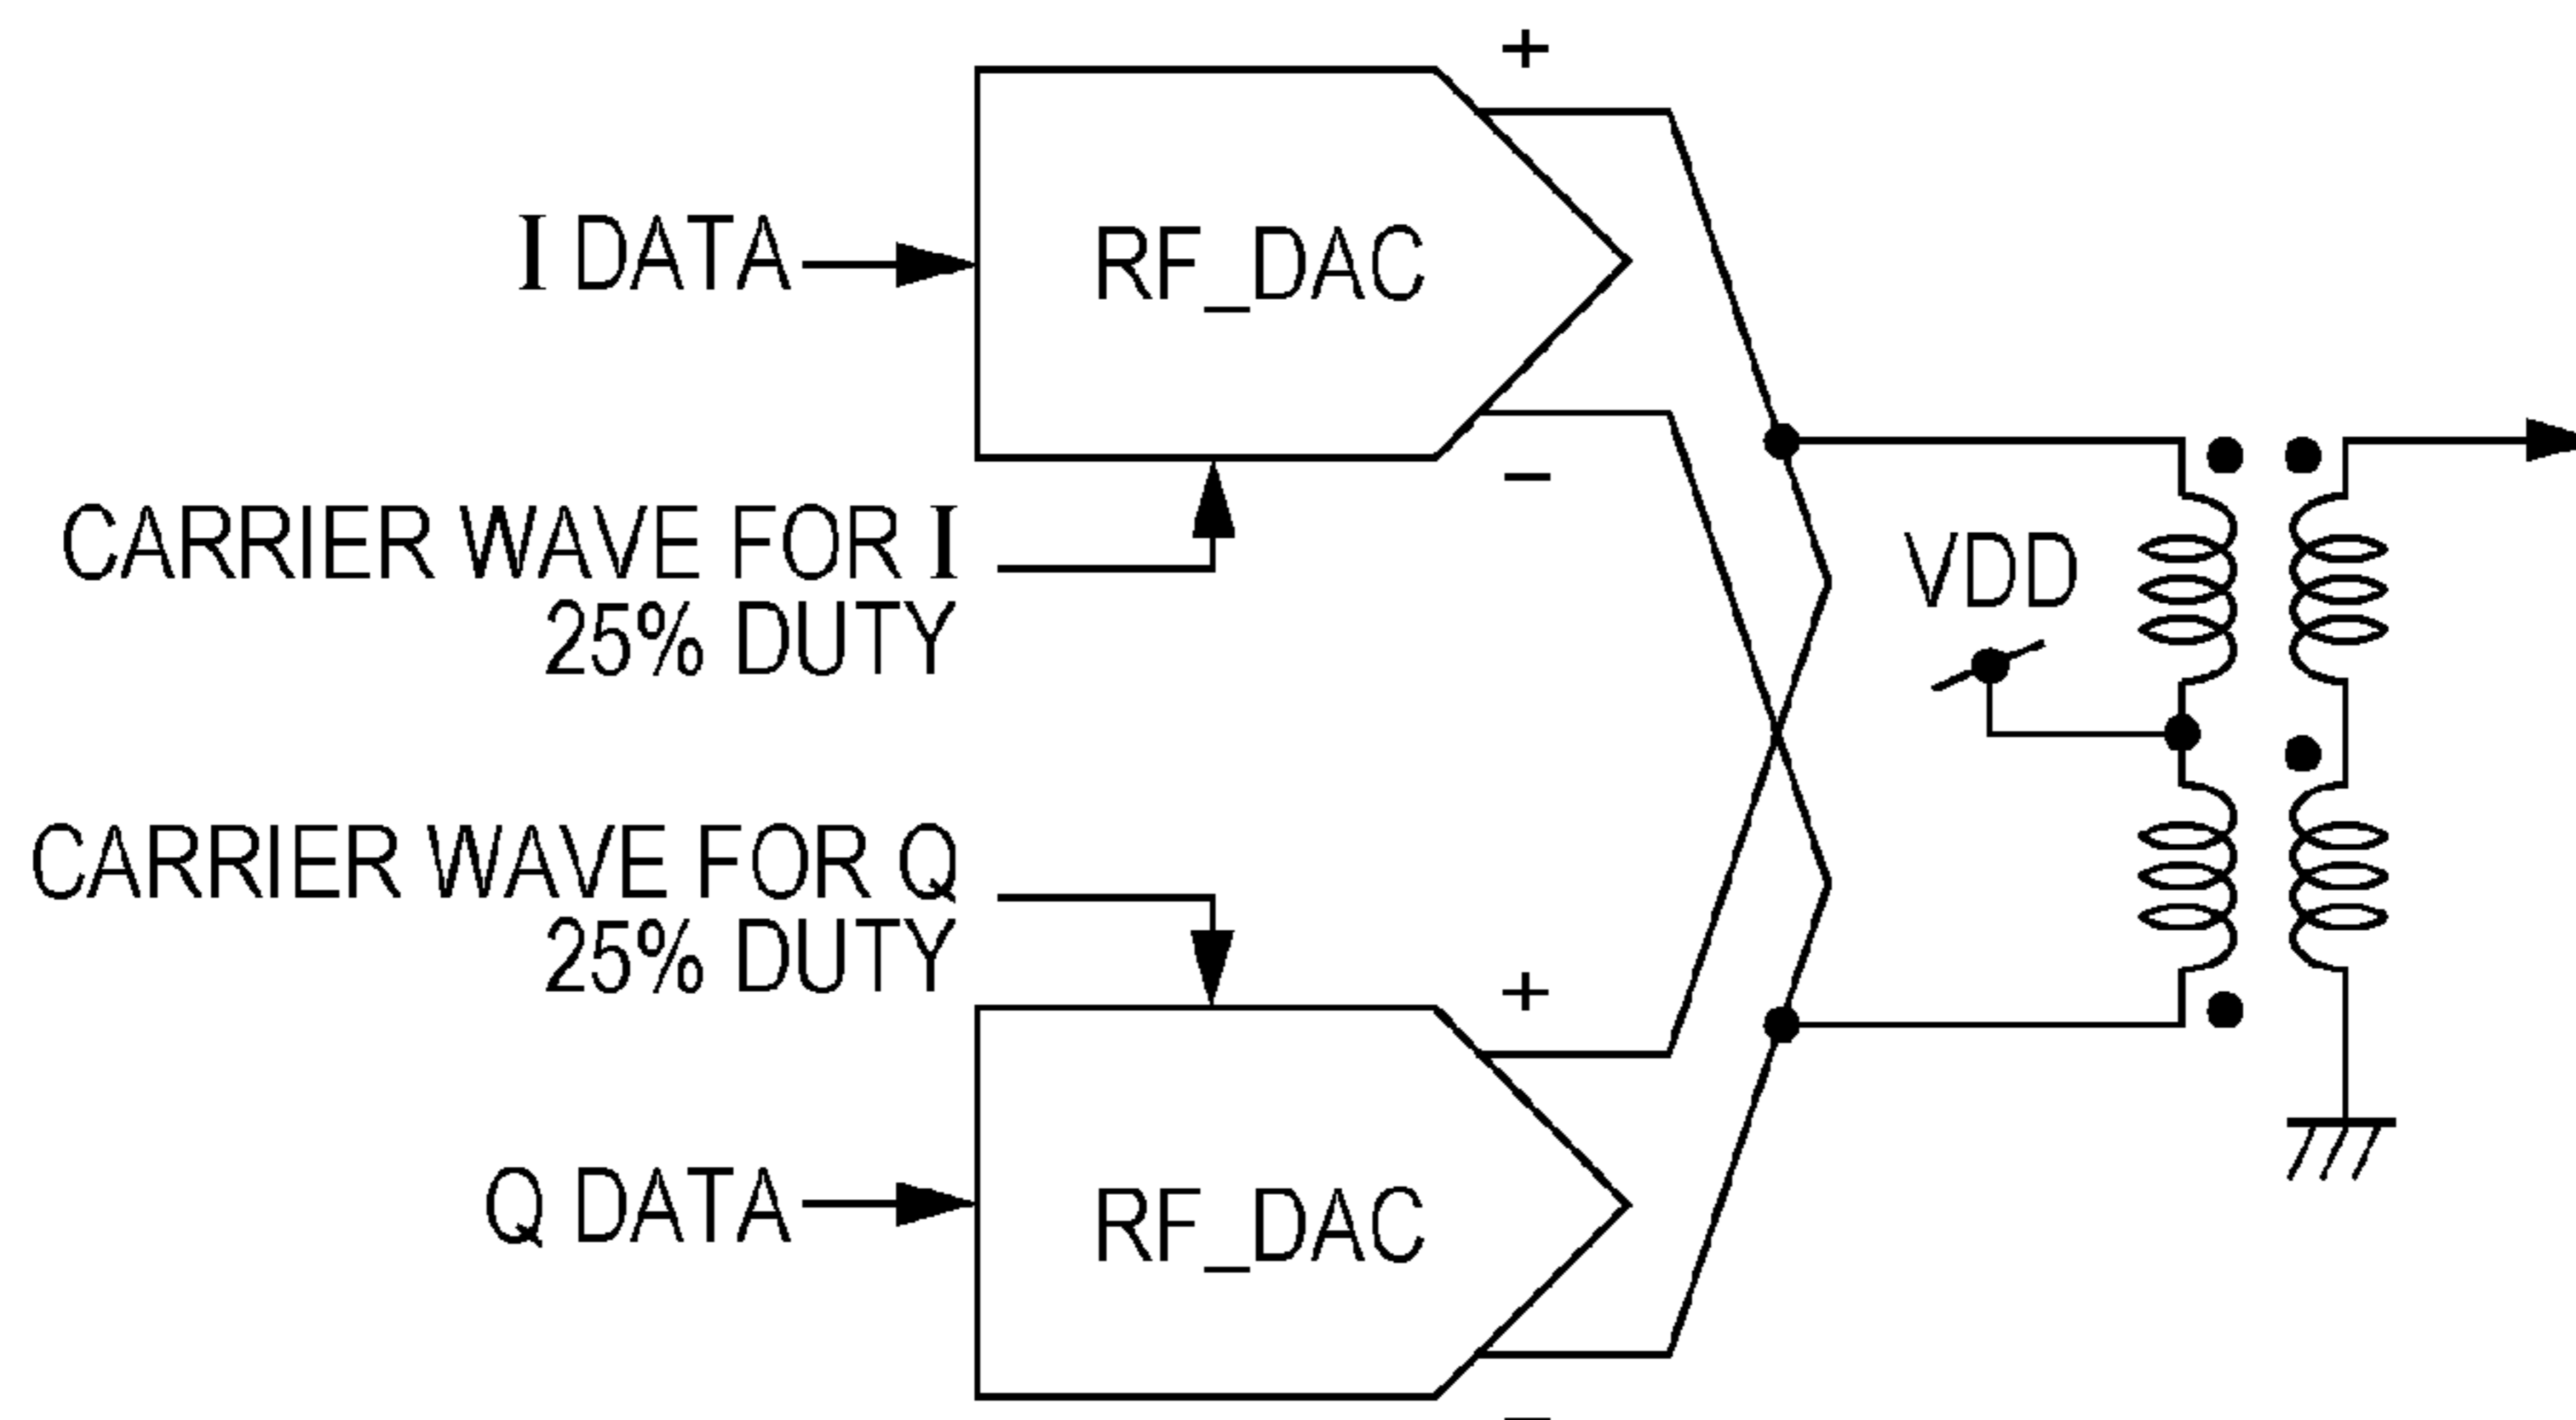 +
I DATA
RF_DAC
−
CARRIER WAVE FOR I
25% DUTY
VDD
CARRIER WAVE FOR Q
25% DUTY
+
Q DATA
RF_DAC
−